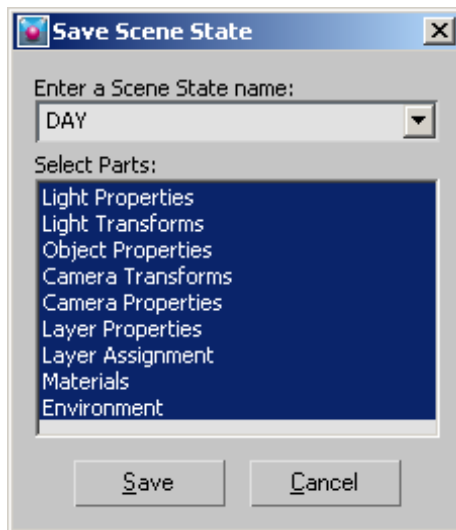 Save Scene State
Enter a Scene State name:
DAY
Select Parts:
Light Properties
Light Transforms
Object Properties
Camera Transforms
Camera Properties
Layer Properties
Layer Assignment
Materials
Environment
Save
Cancel